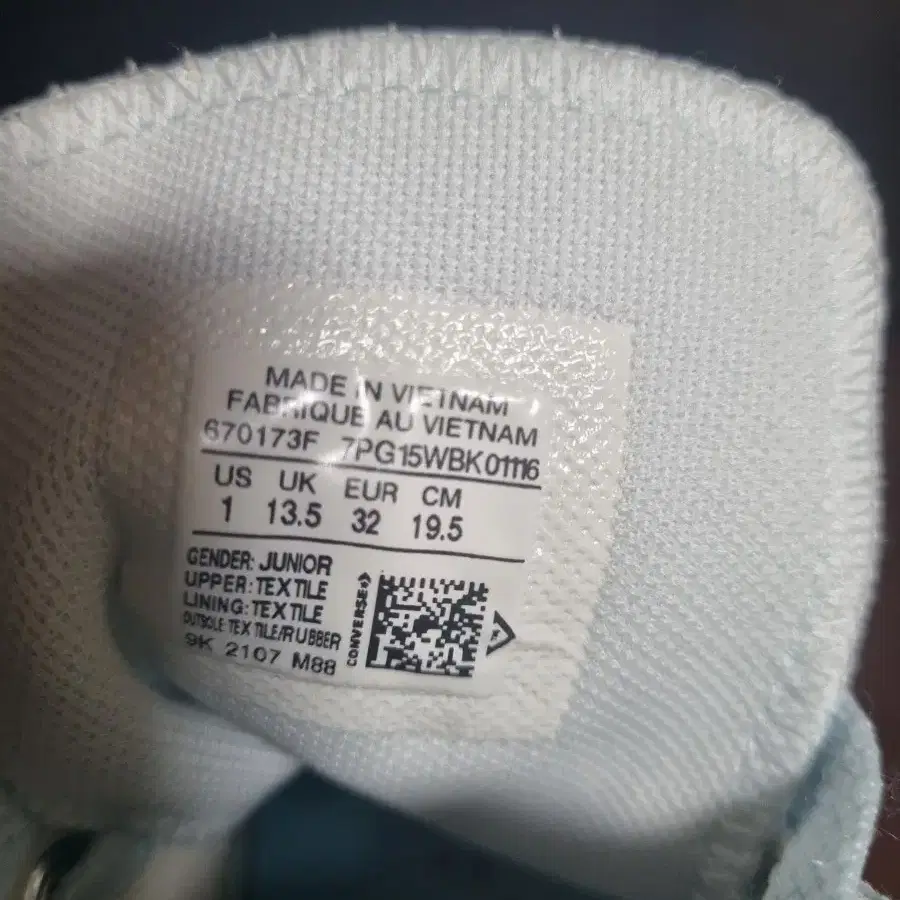 MADE IN VIETNAM
FABRIQUE AU VIETNAM
670173F 7PG15WBK01116
US UK EUR CM
1 13.5 32 19.5
GENDER: JUNIOR
UPPER: TEXTILE
LINING: TEXTILE
OUTSOLE TEXTILE/RUBBER
9K 2107 M88
CONVERSE